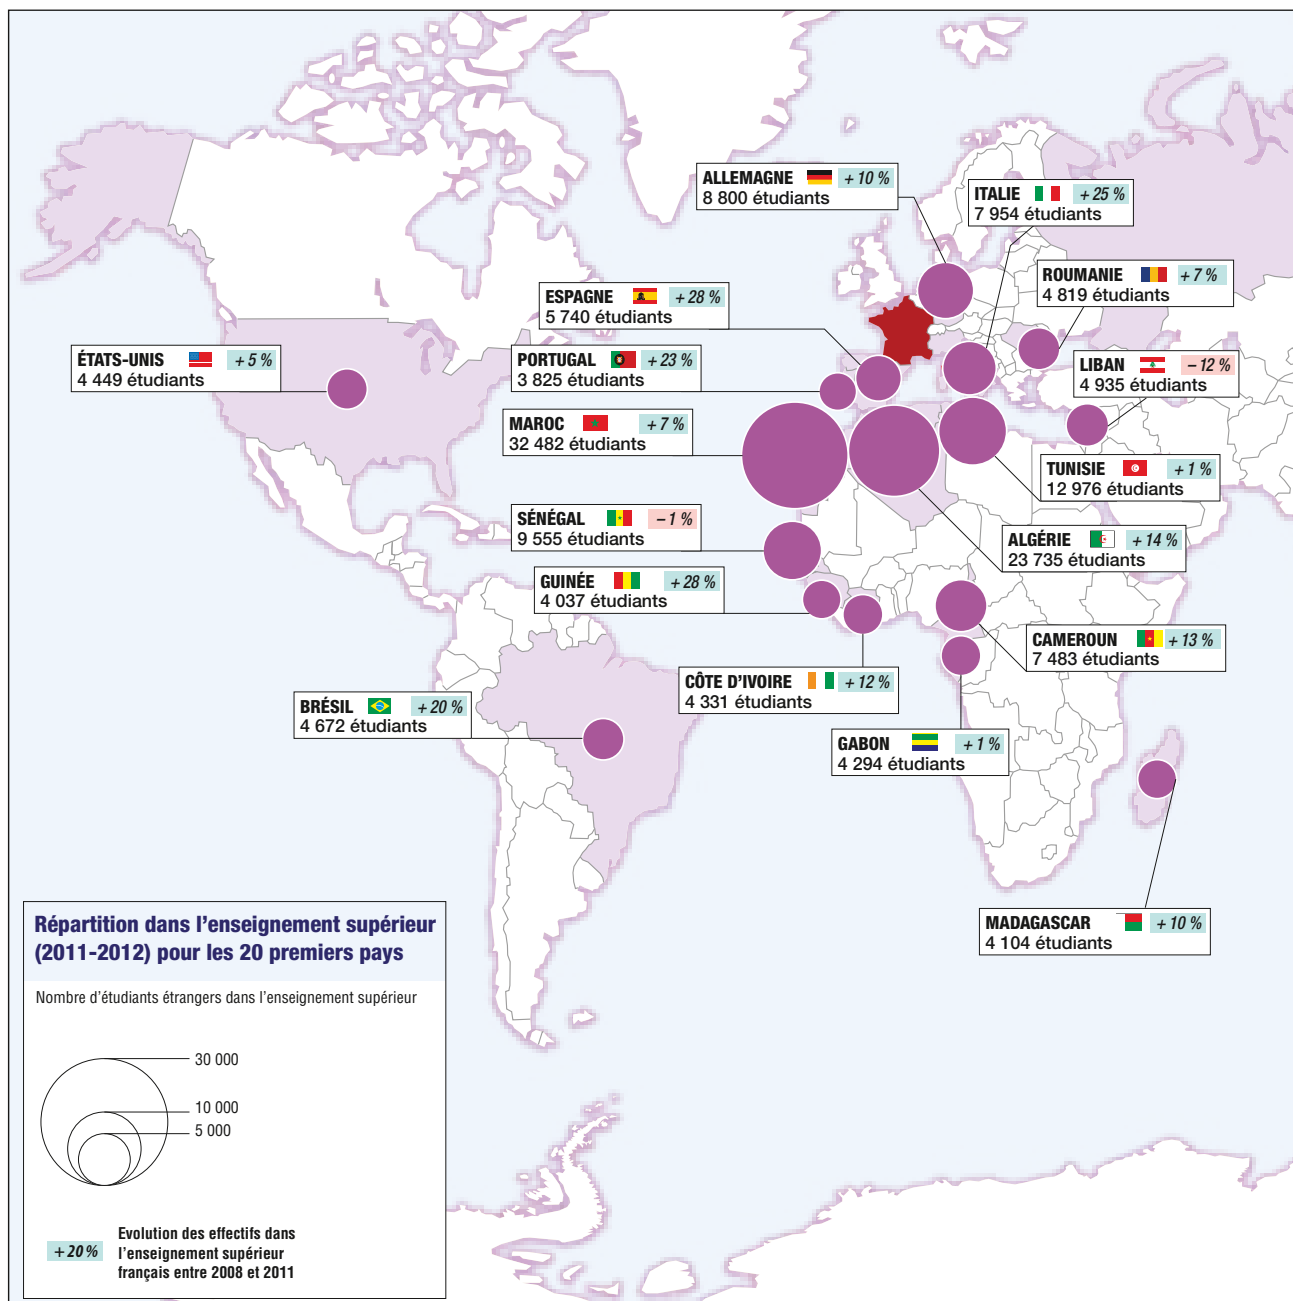 ALLEMAGNE +10 %
8 800 étudiants
ITALIE +25 %
7 954 étudiants
ROUMANIE +7 %
4 819 étudiants
ESPAGNE +28 %
5 740 étudiants
ÉTATS-UNIS +5 %
4 449 étudiants
PORTUGAL +23 %
3 825 étudiants
LIBAN –12 %
4 935 étudiants
MAROC +7 %
32 482 étudiants
TUNISIE +1 %
12 976 étudiants
SÉNÉGAL –1 %
9 555 étudiants
ALGÉRIE +14 %
23 735 étudiants
GUINÉE +28 %
4 037 étudiants
CAMEROUN +13 %
7 483 étudiants
CÔTE D'IVOIRE +12 %
4 331 étudiants
BRÉSIL +20 %
4 672 étudiants
GABON +1 %
4 294 étudiants
MADAGASCAR +10 %
4 104 étudiants
Répartition dans l'enseignement supérieur
(2011-2012) pour les 20 premiers pays
Nombre d'étudiants étrangers dans l'enseignement supérieur
30 000
10 000
5 000
+20 %
Evolution des effectifs dans
l'enseignement supérieur
français entre 2008 et 2011